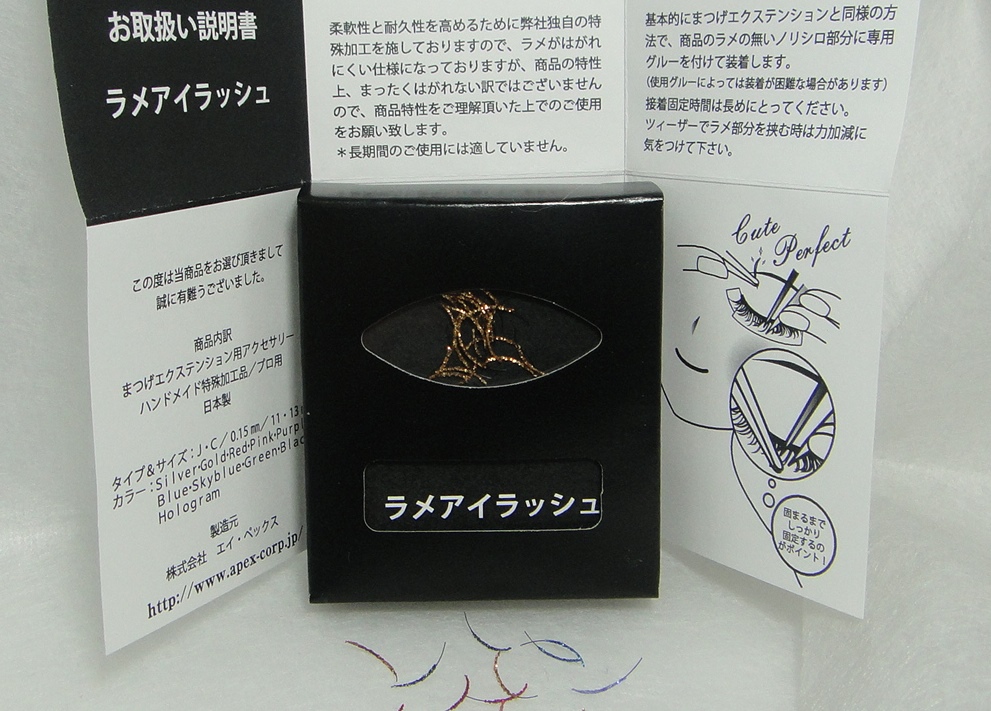 お取扱い説明書
ラメアイラッシュ
柔軟性と耐久性を高めるために弊社独自の特
殊加工を施しておりますので、ラメがはがれ
にくい仕様になっておりますが、商品の特性
上、まったくはがれない訳ではございません
ので、商品特性をご理解頂いた上でのご使用
をお願い致します。
＊長期間のご使用には適していません。
基本的にまつげエクステンションと同様の方
法で、商品のラメの無いノリシロ部分に専用
グルーを付けて装着します。
(使用グルーによっては装着が困難な場合があります)
接着固定時間は長めにとってください。
ツィーザーでラメ部分を挟む時は力加減に
気をつけて下さい。
この度は当商品をお選び頂きまして
誠に有難うございました。
商品内訳
まつげエクステンション用アクセサリー
ハンドメイド特殊加工品／プロ用
日本製
タイプ＆サイズ：J・C／0.15㎜／11・13
カラー：Silver・Gold・Red・Pink・Purpl
Blue・Skyblue・Green・Blac
Hologram
製造元
株式会社 エイ・ペックス
http://www.apex-corp.jp/
ラメアイラッシュ
Cute
Perfect
固まるまで
しっかり
固定するの
がポイント！